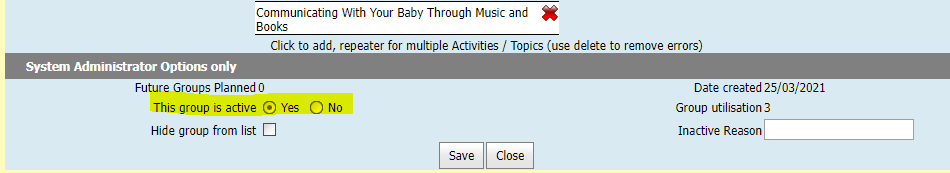 Communicating With Your Baby Through Music and
Books
Click to add, repeater for multiple Activities / Topics (use delete to remove errors)
System Administrator Options only
Future Groups Planned 0 Date created 25/03/2021
This group is active Yes No Group utilisation 3
Hide group from list Inactive Reason
Save Close